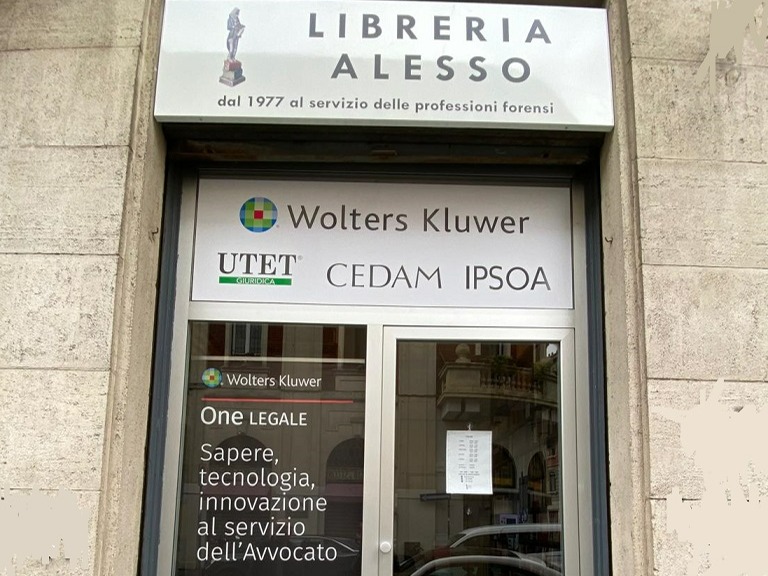 LIBRERIA
ALESSO
dal 1977 al servizio delle professioni forensi
Wolters Kluwer
UTET® CEDAM IPSOA
GIURIDICA
Wolters Kluwer
One LEGALE
Sapere,
tecnologia,
innovazione
al servizio
dell'Avvocato